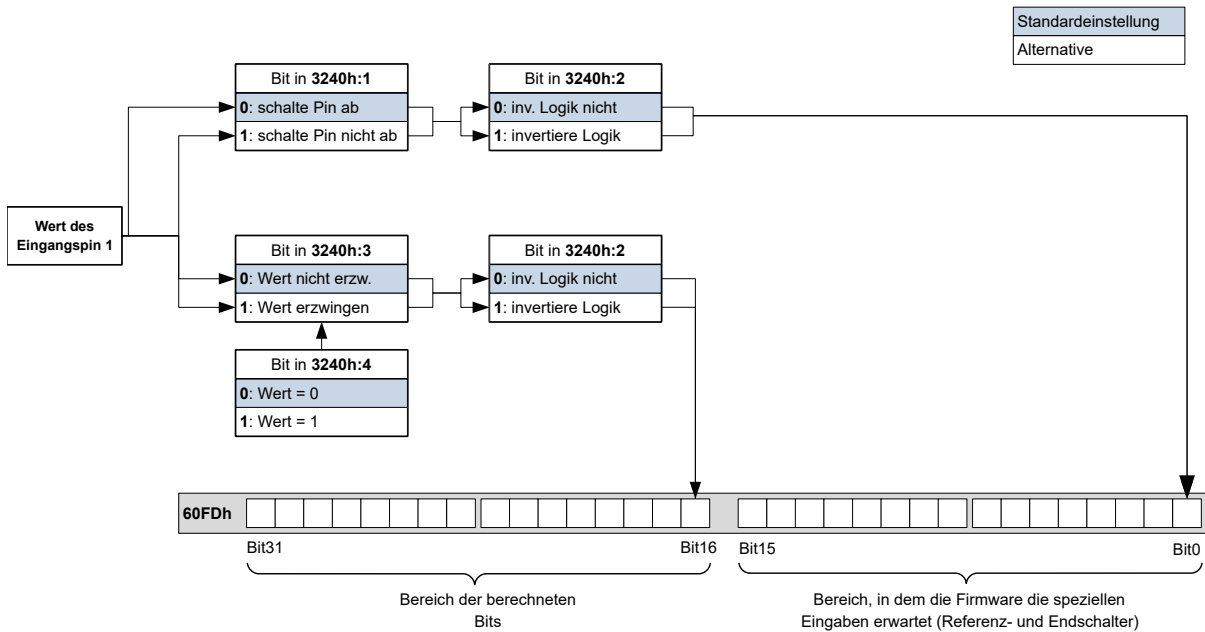 Standardeinstellung
Alternative
Bit in 3240h:1
0: schalte Pin ab
1: schalte Pin nicht ab
Bit in 3240h:2
0: inv. Logik nicht
1: invertiere Logik
Wert des
Eingangspin 1
Bit in 3240h:3
0: Wert nicht erzw.
1: Wert erzwingen
Bit in 3240h:2
0: inv. Logik nicht
1: invertiere Logik
Bit in 3240h:4
0: Wert = 0
1: Wert = 1
60FDh
Bit31
Bit16
Bit15
Bit0
Bereich der berechneten
Bits
Bereich, in dem die Firmware die speziellen
Eingaben erwartet (Referenz- und Endschalter)